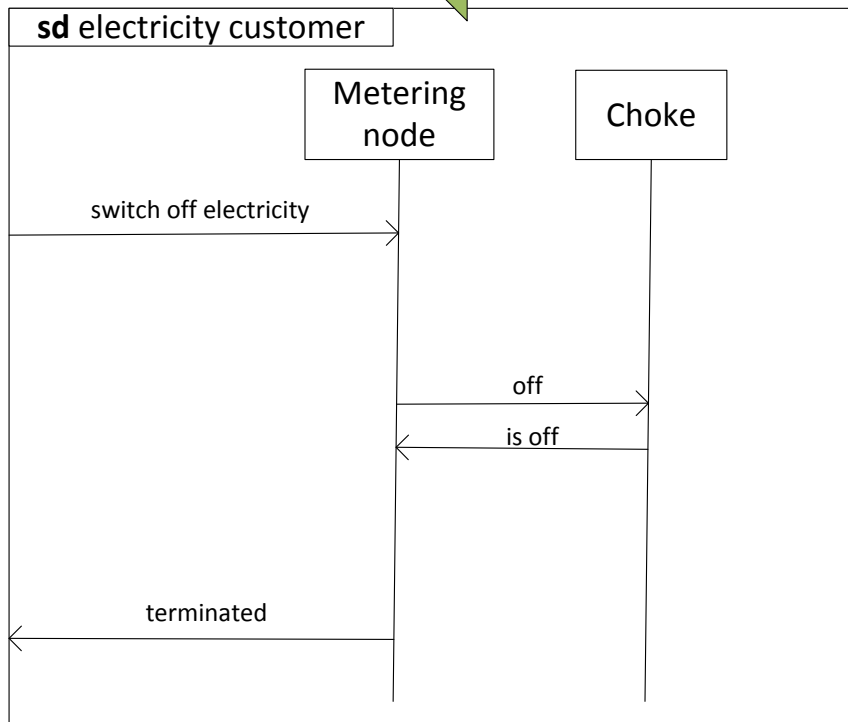 sd electricity customer
Metering
node
Choke
switch off electricity
off
is off
terminated